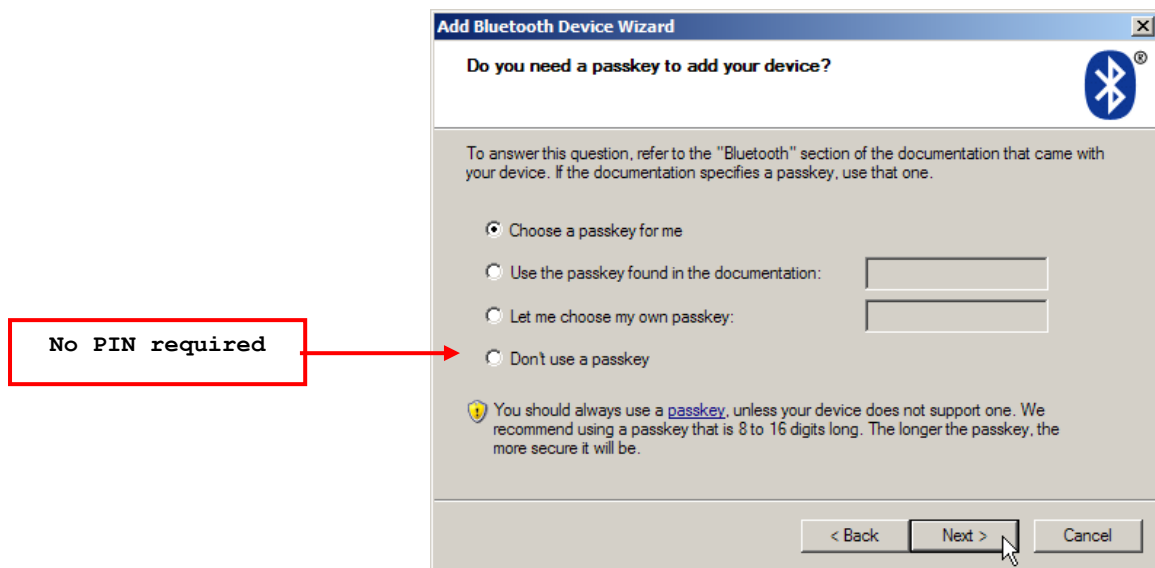 Add Bluetooth Device Wizard
Do you need a passkey to add your device?
®
To answer this question, refer to the "Bluetooth" section of the documentation that came with
your device. If the documentation specifies a passkey, use that one.
Choose a passkey for me
Use the passkey found in the documentation:
Let me choose my own passkey:
No PIN required
Don't use a passkey
You should always use a passkey, unless your device does not support one. We
recommend using a passkey that is 8 to 16 digits long. The longer the passkey, the
more secure it will be.
< Back Next > Cancel